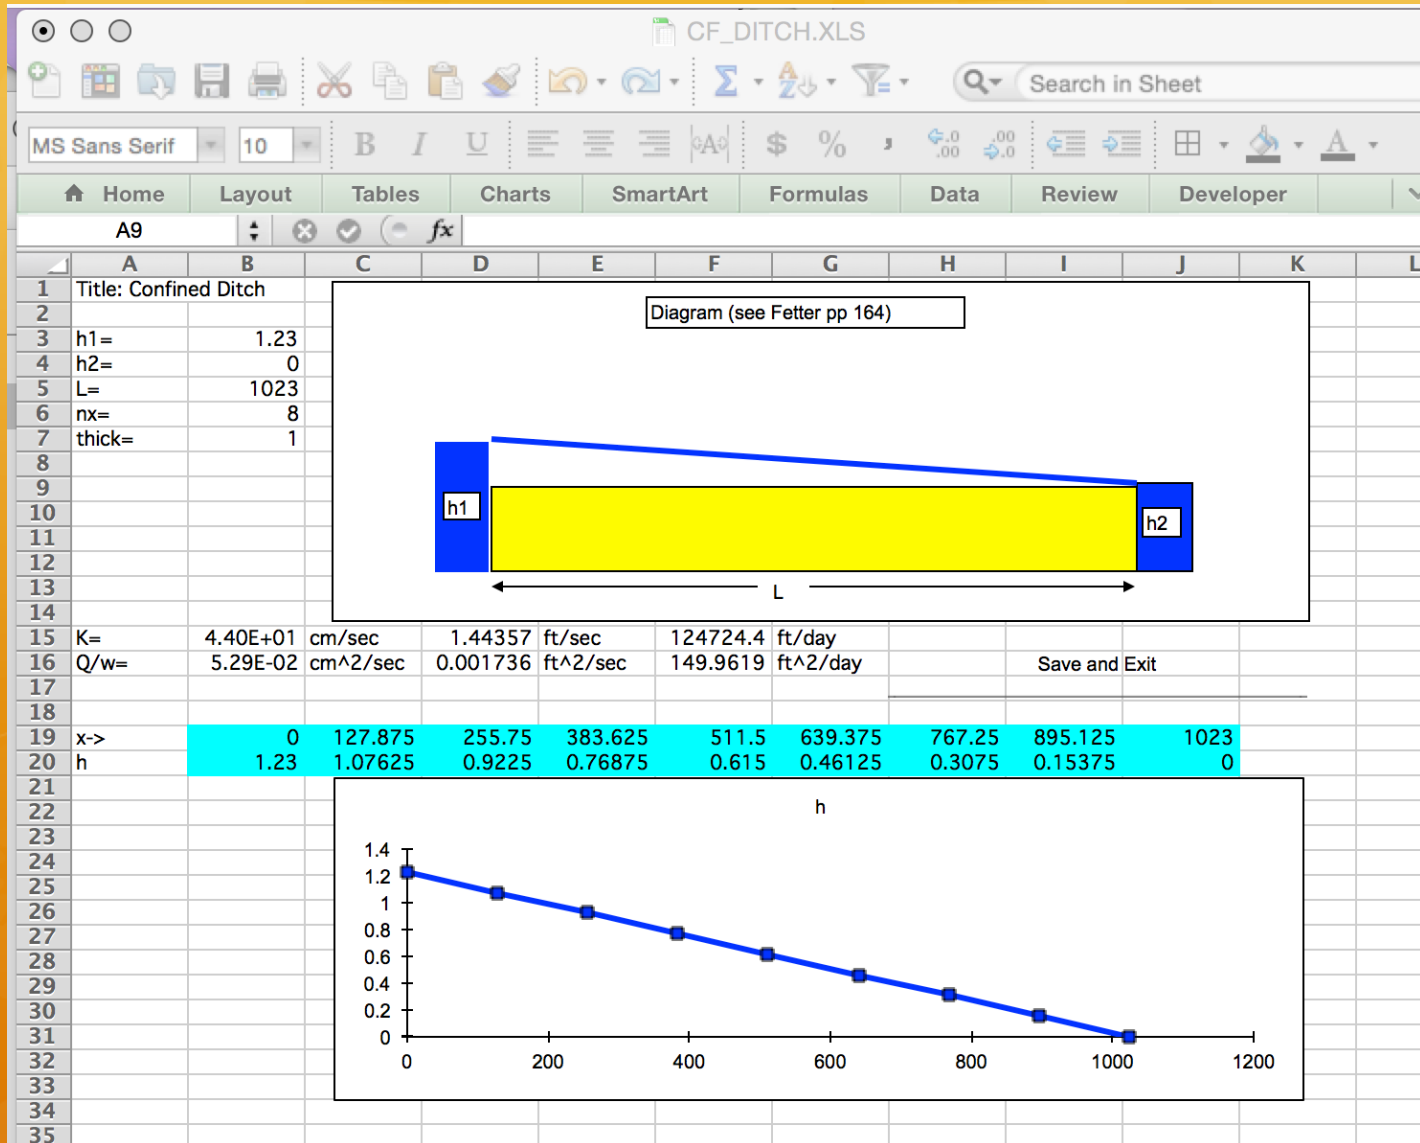 CF_DITCH.XLS
Search in Sheet
MS Sans Serif 10 B I U A $ % , .0 .00 .00 .0 A
Home Layout Tables Charts SmartArt Formulas Data Review Developer
A9 fx
A B C D E F G H I J K L
1 Title: Confined Ditch
Diagram (see Fetter pp 164)
2
3 h1= 1.23
4 h2= 0
5 L= 1023
6 nx= 8
7 thick= 1
8
9
10
h1
h2
11
12
13
L
14
15 K= 4.40E+01 cm/sec 1.44357 ft/sec 124724.4 ft/day
16 Q/w= 5.29E-02 cm^2/sec 0.001736 ft^2/sec 149.9619 ft^2/day Save and Exit
17
18
19 x-> 0 127.875 255.75 383.625 511.5 639.375 767.25 895.125 1023
20 h 1.23 1.07625 0.9225 0.76875 0.615 0.46125 0.3075 0.15375 0
21
22
h
23
24
25
26
27
28
29
30
31
32
33
34
35
1.4
1.2
1
0.8
0.6
0.4
0.2
0
0 200 400 600 800 1000 1200